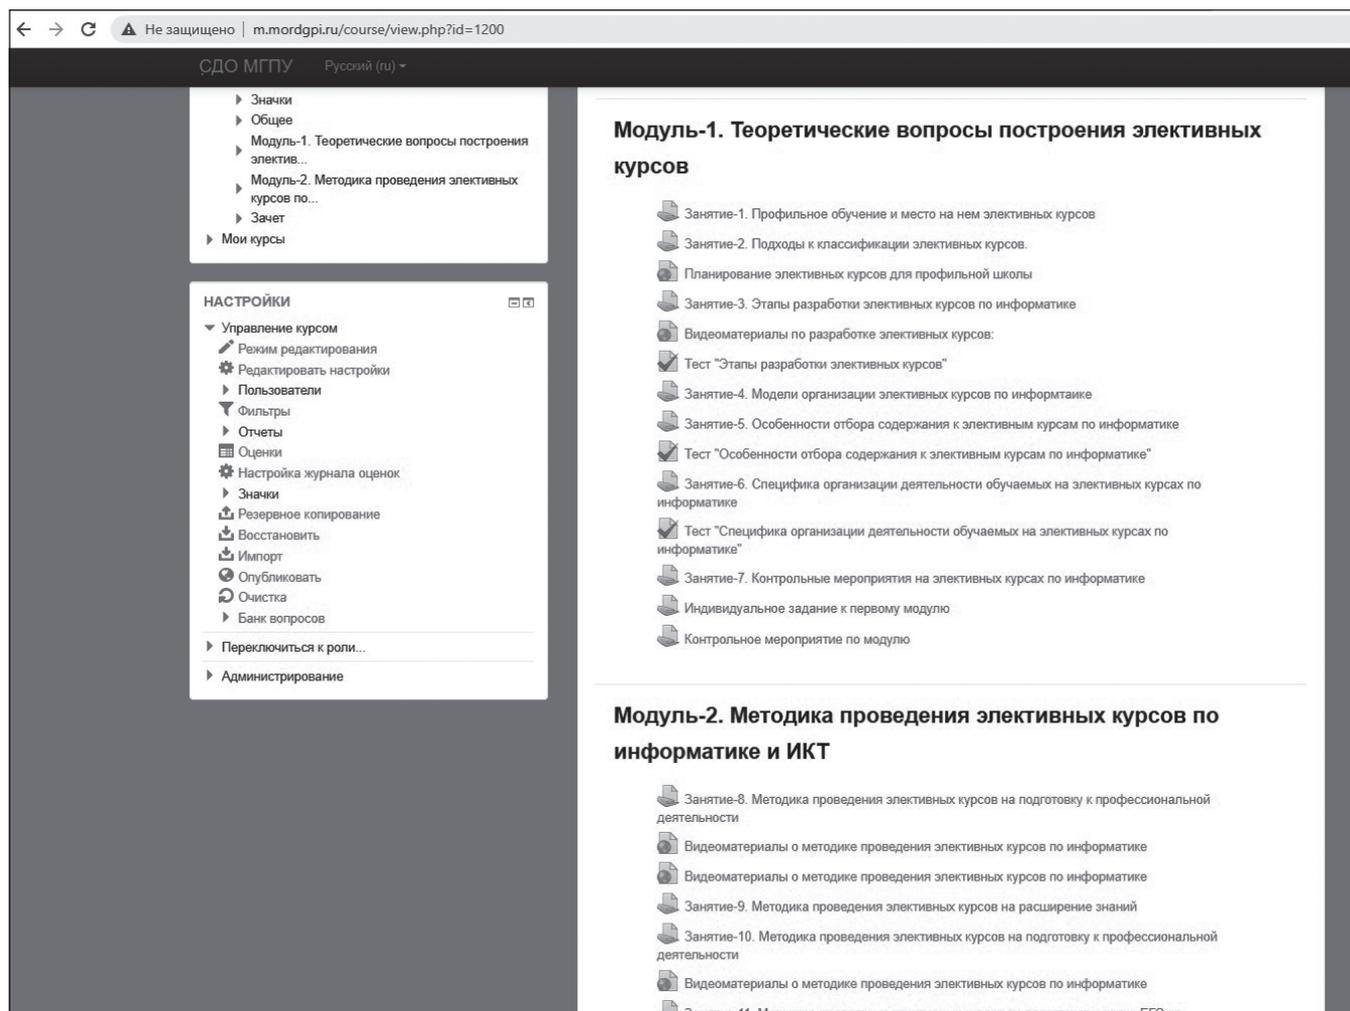 Не защищено | m.mordgpi.ru/course/view.php?id=1200
СДО МГПУ Русский (ru)
Значки
Общее
Модуль-1. Теоретические вопросы построения
электив...
Модуль-2. Методика проведения элективных
курсов по...
Зачет
Мои курсы
НАСТРОЙКИ
Управление курсом
Режим редактирования
Редактировать настройки
Пользователи
Фильтры
Отчеты
Оценки
Настройка журнала оценок
Значки
Резервное копирование
Восстановить
Импорт
Опубликовать
Очистка
Банк вопросов
Переключиться к роли...
Администрирование
Модуль-1. Теоретические вопросы построения элективных
курсов
Занятие-1. Профильное обучение и место на нем элективных курсов
Занятие-2. Подходы к классификации элективных курсов.
Планирование элективных курсов для профильной школы
Занятие-3. Этапы разработки элективных курсов по информатике
Видеоматериалы по разработке элективных курсов:
Тест "Этапы разработки элективных курсов"
Занятие-4. Модели организации элективных курсов по информтаике
Занятие-5. Особенности отбора содержания к элективным курсам по информатике
Тест "Особенности отбора содержания к элективным курсам по информатике"
Занятие-6. Специфика организации деятельности обучаемых на элективных курсах по
информатике
Тест "Специфика организации деятельности обучаемых на элективных курсах по
информатике"
Занятие-7. Контрольные мероприятия на элективных курсах по информатике
Индивидуальное задание к первому модулю
Контрольное мероприятие по модулю
Модуль-2. Методика проведения элективных курсов по
информатике и ИКТ
Занятие-8. Методика проведения элективных курсов на подготовку к профессиональной
деятельности
Видеоматериалы о методике проведения элективных курсов по информатике
Видеоматериалы о методике проведения элективных курсов по информатике
Занятие-9. Методика проведения элективных курсов на расширение знаний
Занятие-10. Методика проведения элективных курсов на подготовку к профессиональной
деятельности
Видеоматериалы о методике проведения элективных курсов по информатике